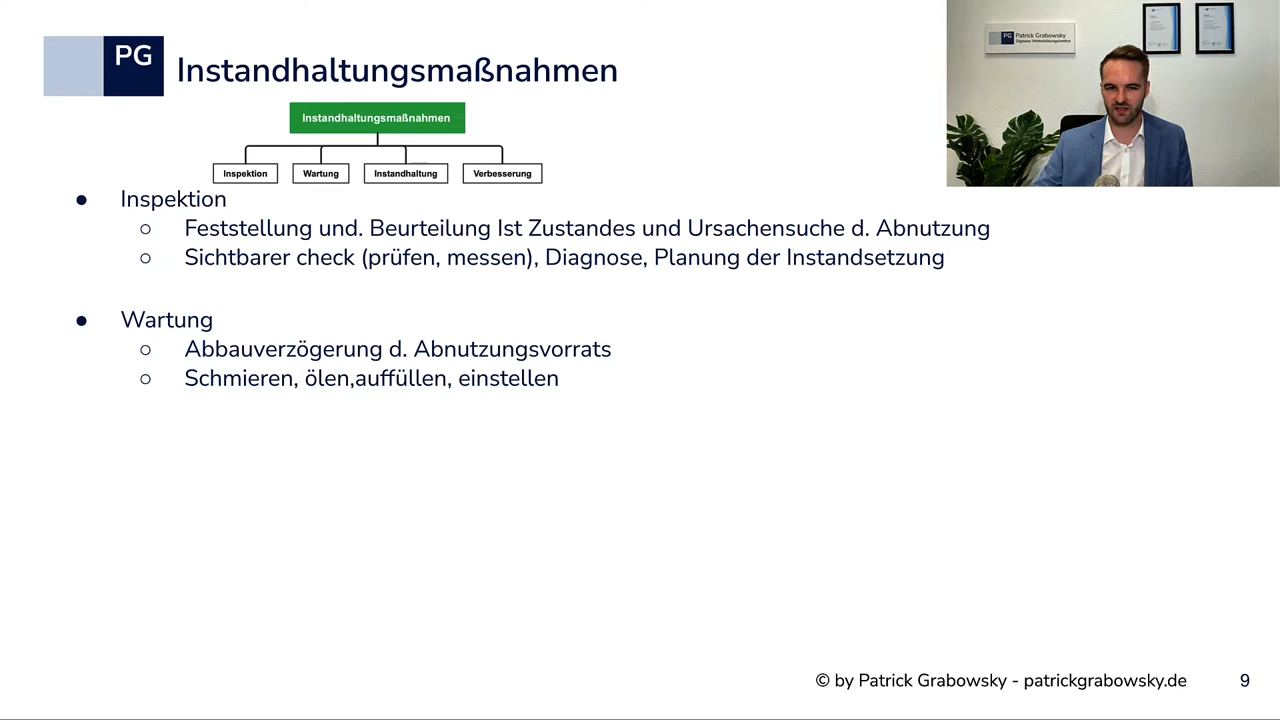 PG
Instandhaltungsmaßnahmen
Instandhaltungsmaßnahmen
Inspektion
Wartung
Instandhaltung
Verbesserung
● Inspektion
○ Feststellung und. Beurteilung Ist Zustandes und Ursachensuche d. Abnutzung
○ Sichtbarer check (prüfen, messen), Diagnose, Planung der Instandsetzung
● Wartung
○ Abbauverzögerung d. Abnutzungsvorrats
○ Schmieren, ölen,auffüllen, einstellen
PG
Patrick Grabowsky
Digitales Weiterbildungsinstitut
© by Patrick Grabowsky - patrickgrabowsky.de
9